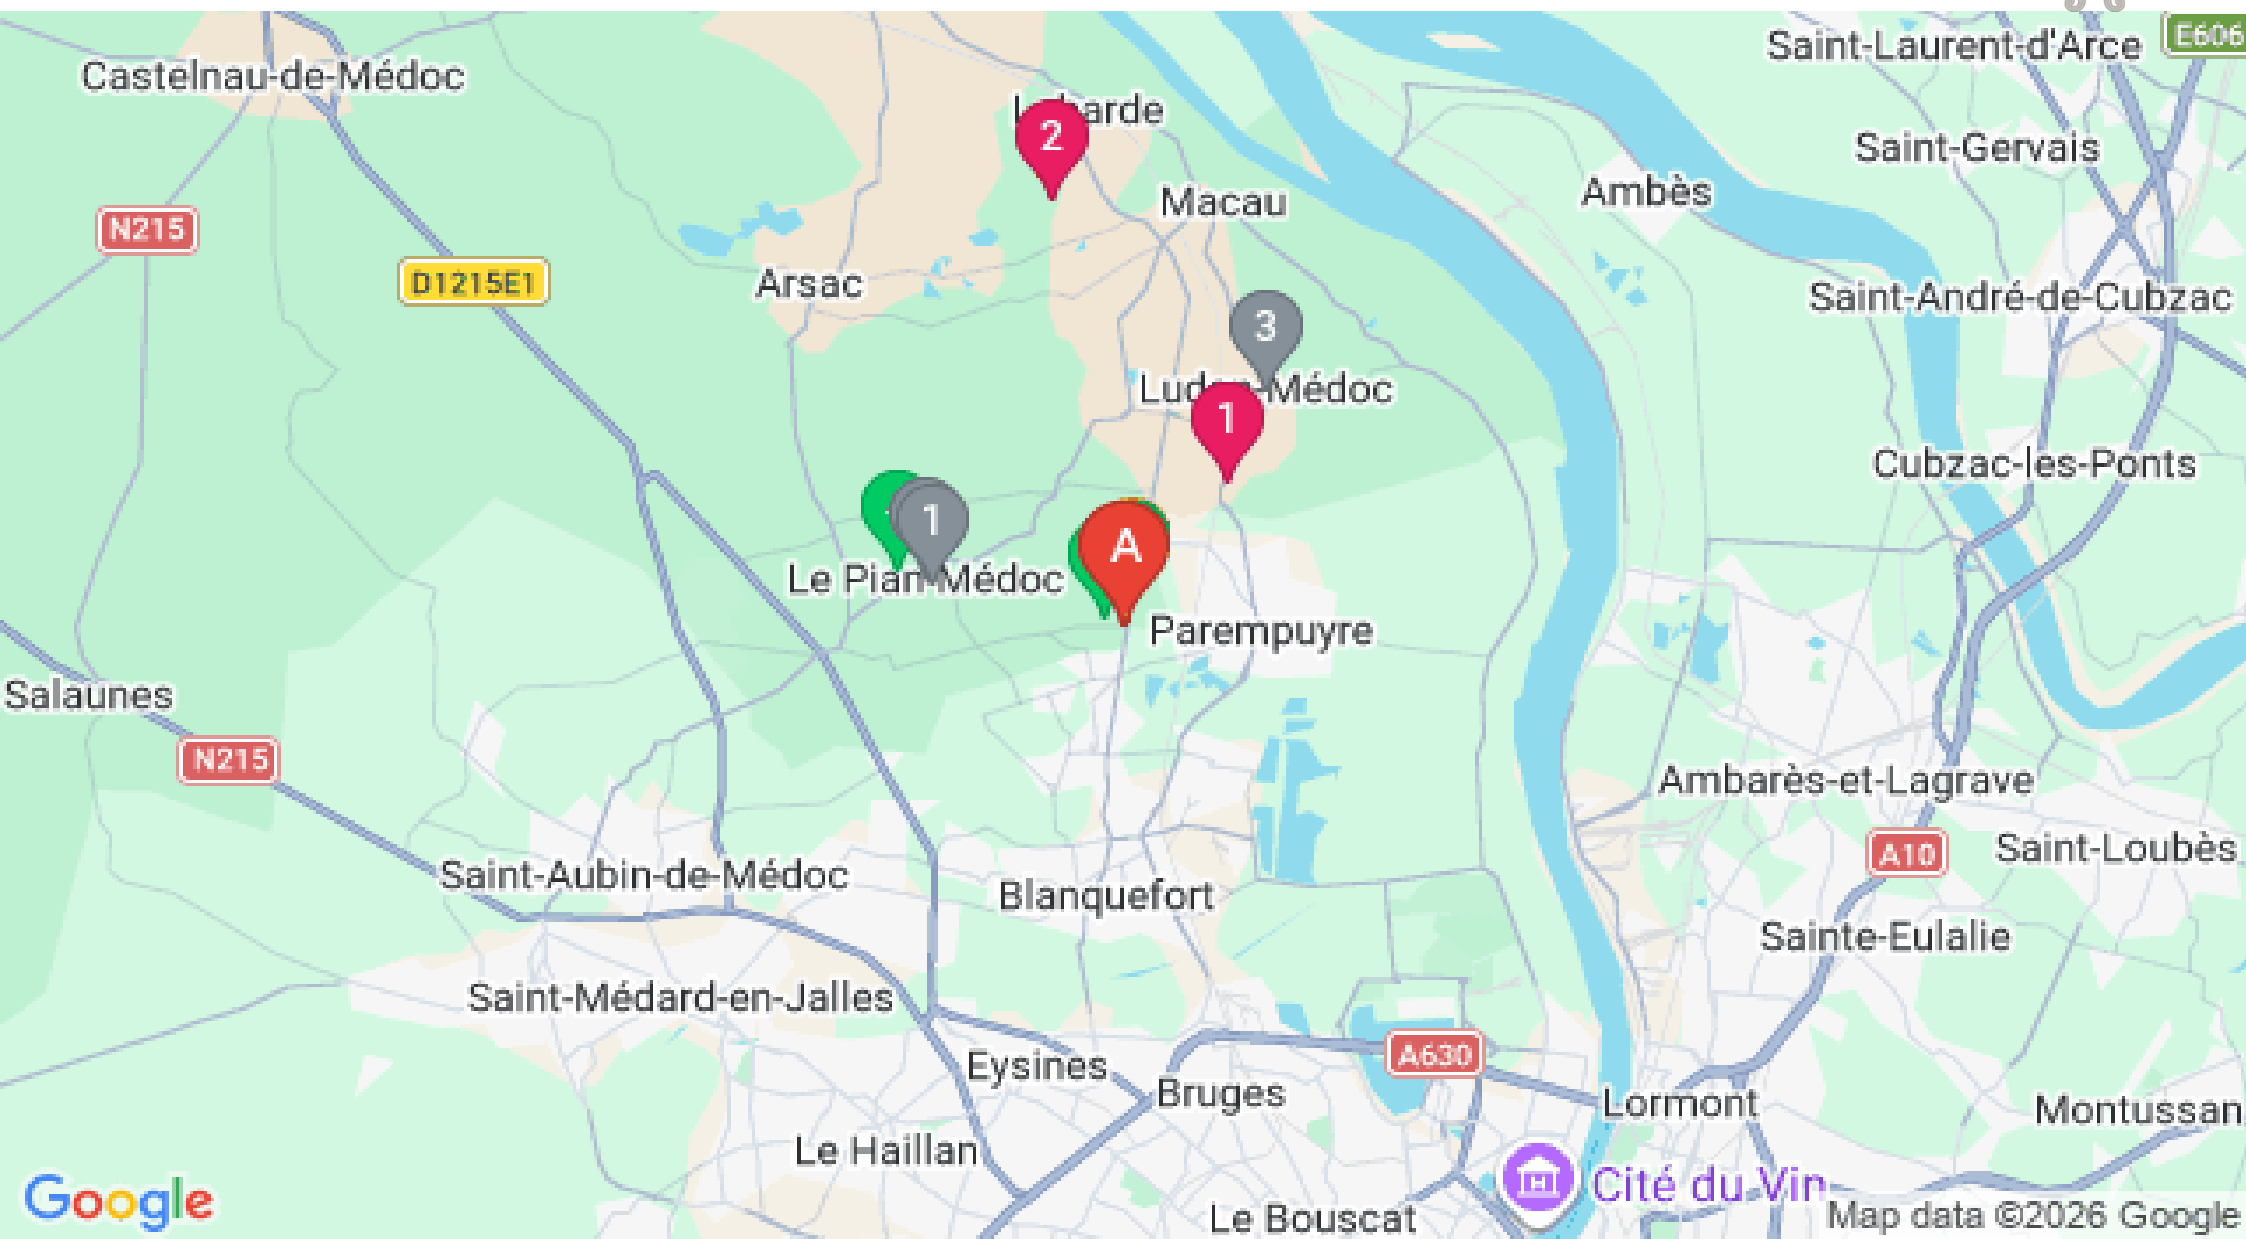 Saint-Laurent-d'Arce
E606
Castelnau-de-Médoc
2
Saint-Gervais
Macau
Ambès
N215
D1215E1
Arsac
Saint-André-de-Cubzac
3
1
Cubzac-les-Ponts
1
A
Le Pian-Médoc
Parempuyre
Salaunes
N215
Ambarès-et-Lagrave
A10
Saint-Loubès
Saint-Aubin-de-Médoc
Blanquefort
Sainte-Eulalie
Saint-Médard-en-Jalles
A630
Eysines
Bruges
Lormont
Montussan
Le Haillan
Cité du Vin
Google
Le Bouscat
Map data ©2026 Google